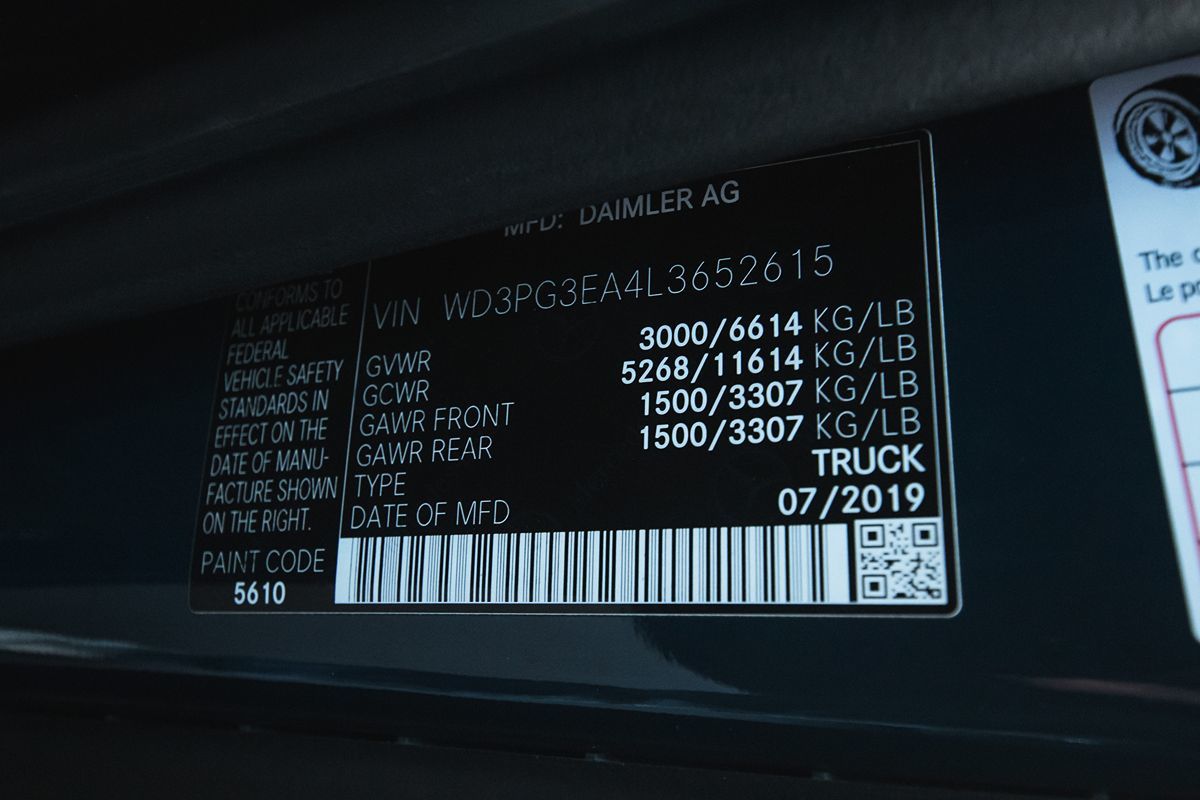 MFD: DAIMLER AG
CONFORMS TO
ALL APPLICABLE
FEDERAL
VEHICLE SAFETY
STANDARDS IN
EFFECT ON THE
DATE OF MANU-
FACTURE SHOWN
ON THE RIGHT.
PAINT CODE
5610
VIN WD3PG3EA4L3652615
GVWR 3000/6614 KG/LB
GCWR 5268/11614 KG/LB
GAWR FRONT 1500/3307 KG/LB
GAWR REAR 1500/3307 KG/LB
TYPE TRUCK
DATE OF MFD 07/2019
The
Le